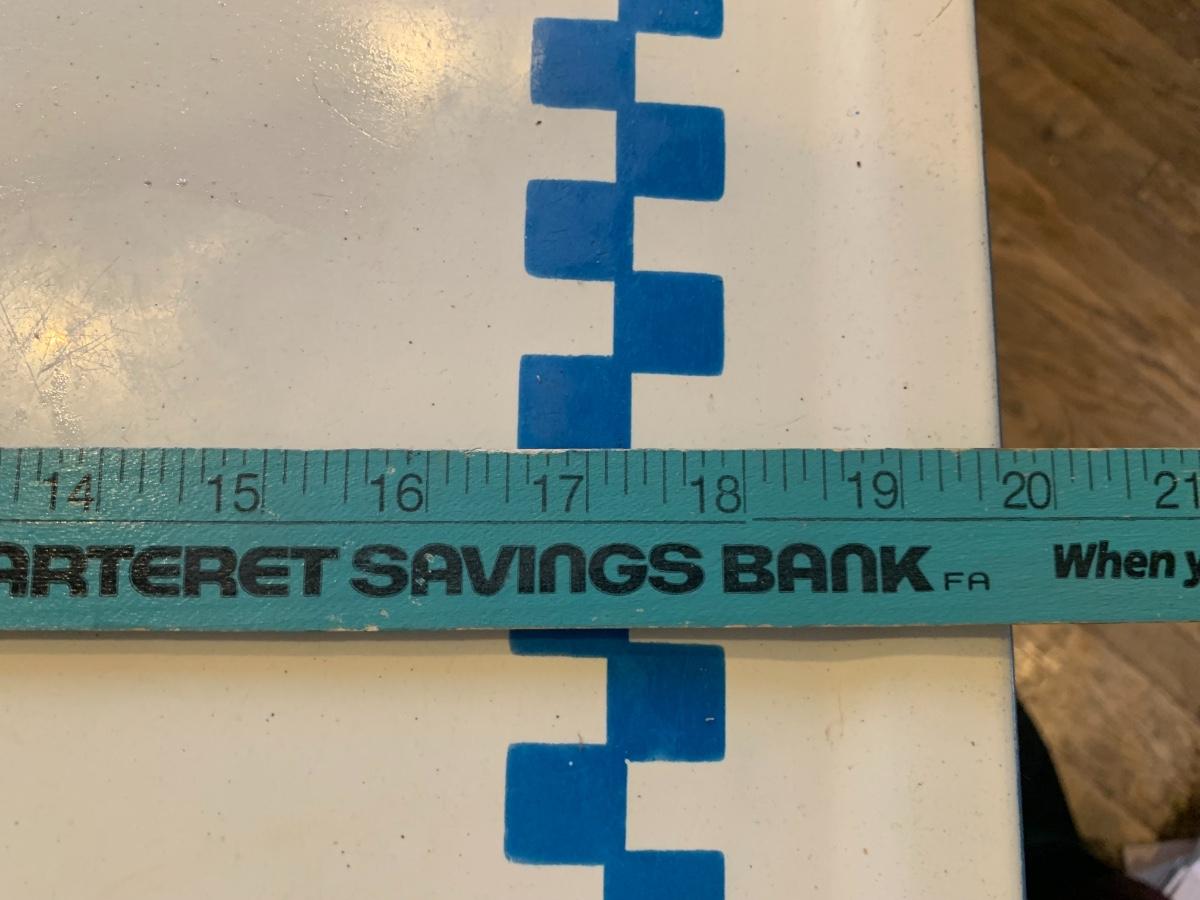 14 15 16 17 18 19 20 21
ARTERET SAVINGS BANK FA When y